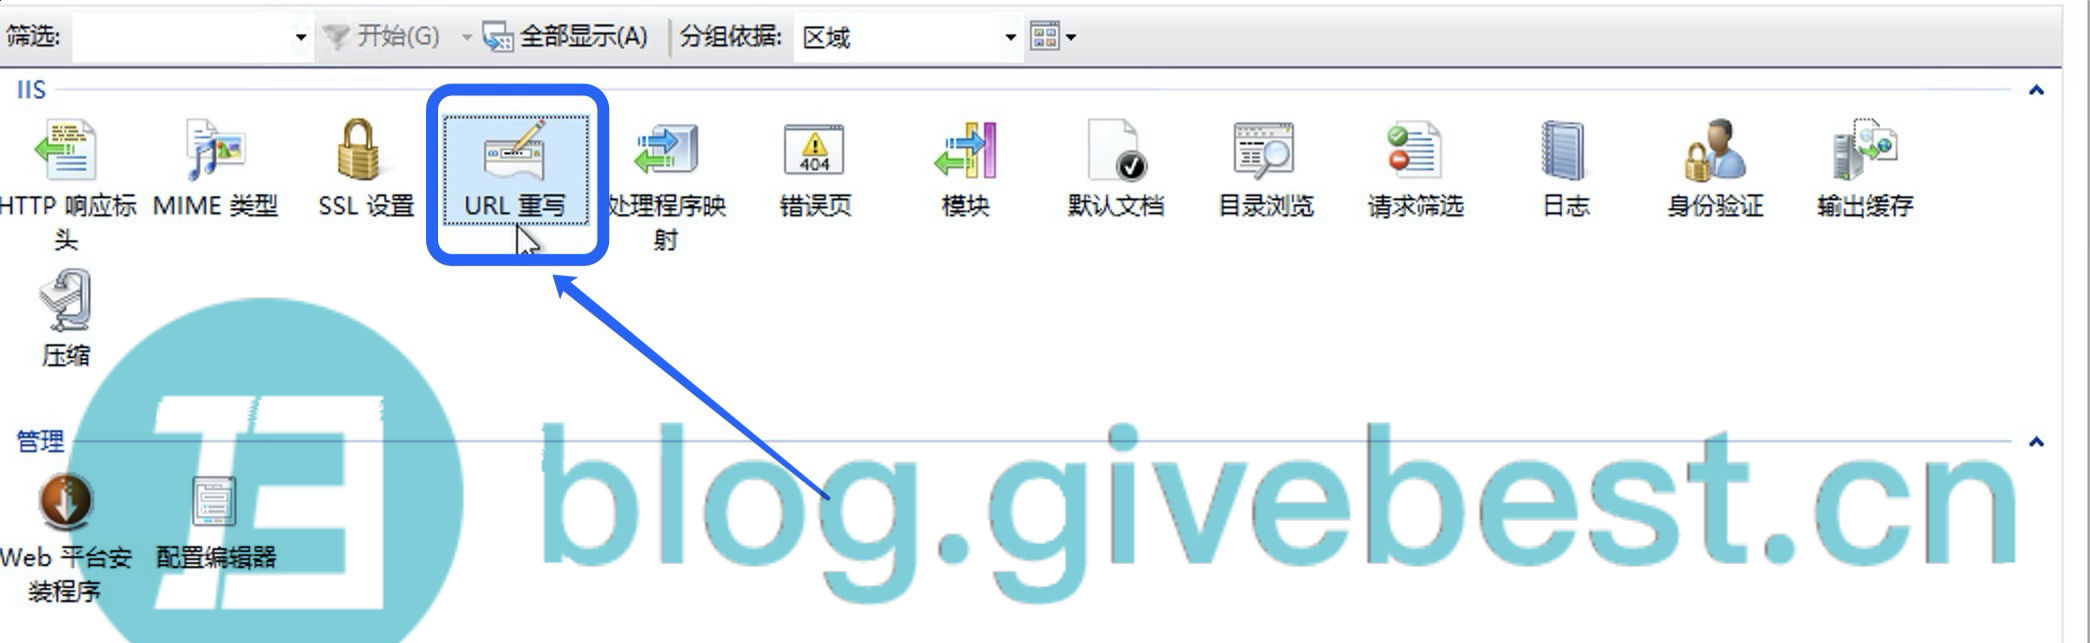 筛选: 开始(G) 全部显示(A) 分组依据: 区域
IIS
HTTP 响应标头
MIME 类型
SSL 设置
URL 重写
处理程序映射
404
错误页
模块
默认文档
目录浏览
请求筛选
日志
身份验证
输出缓存
压缩
管理
Web 平台安装程序
配置编辑器
blog.givebest.cn